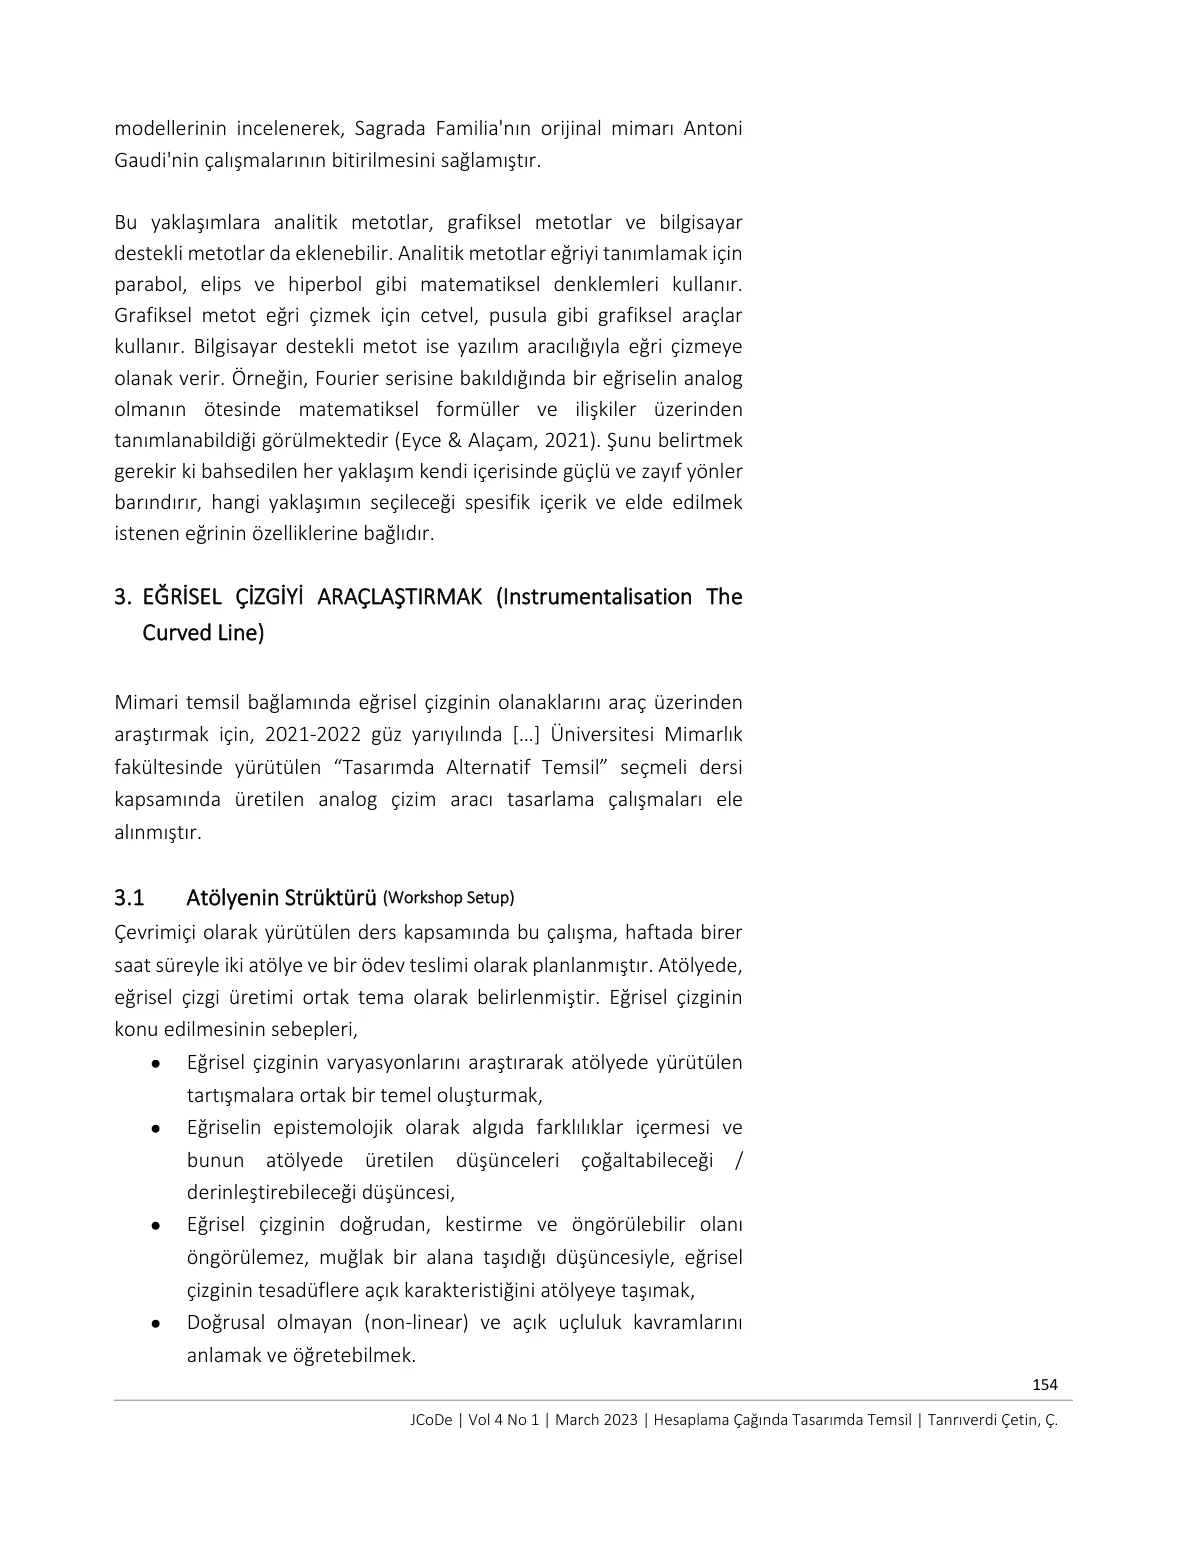 modellerinin incelenerek, Sagrada Familia'nın orijinal mimarı Antoni
Gaudi'nin çalışmalarının bitirilmesini sağlamıştır.
Bu yaklaşımlara analitik metotlar, grafiksel metotlar ve bilgisayar
destekli metotlar da eklenebilir. Analitik metotlar eğriyi tanımlamak için
parabol, elips ve hiperbol gibi matematiksel denklemleri kullanır.
Grafiksel metot eğri çizmek için cetvel, pusula gibi grafiksel araçlar
kullanır. Bilgisayar destekli metot ise yazılım aracılığıyla eğri çizmeye
olanak verir. Örneğin, Fourier serisine bakıldığında bir eğriselin analog
olmanın ötesinde matematiksel formüller ve ilişkiler üzerinden
tanımlanabildiği görülmektedir (Eyce & Alaçam, 2021). Şunu belirtmek
gerekir ki bahsedilen her yaklaşım kendi içerisinde güçlü ve zayıf yönler
barındırır, hangi yaklaşımın seçileceği spesifik içerik ve elde edilmek
istenen eğrinin özelliklerine bağlıdır.
3. EĞRİSEL ÇİZGİYİ ARAÇLAŞTIRMAK (Instrumentalisation The
Curved Line)
Mimari temsil bağlamında eğrisel çizginin olanaklarını araç üzerinden
araştırmak için, 2021-2022 güz yarıyılında […] Üniversitesi Mimarlık
fakültesinde yürütülen “Tasarımda Alternatif Temsil” seçmeli dersi
kapsamında üretilen analog çizim aracı tasarlama çalışmaları ele
alınmıştır.
3.1 Atölyenin Strüktürü (Workshop Setup)
Çevrimiçi olarak yürütülen ders kapsamında bu çalışma, haftada birer
saat süreyle iki atölye ve bir ödev teslimi olarak planlanmıştır. Atölyede,
eğrisel çizgi üretimi ortak tema olarak belirlenmiştir. Eğrisel çizginin
konu edilmesinin sebepleri,
● Eğrisel çizginin varyasyonlarını araştırarak atölyede yürütülen
tartışmalara ortak bir temel oluşturmak,
● Eğriselin epistemolojik olarak algıda farklılıklar içermesi ve
bunun atölyede üretilen düşünceleri çoğaltabileceği /
derinleştirebileceği düşüncesi,
● Eğrisel çizginin doğrudan, kestirme ve öngörülebilir olanı
öngörülemez, muğlak bir alana taşıdığı düşüncesiyle, eğrisel
çizginin tesadüflere açık karakteristiğini atölyeye taşımak,
● Doğrusal olmayan (non-linear) ve açık uçluluk kavramlarını
anlamak ve öğretebilmek.
154
JCoDe | Vol 4 No 1 | March 2023 | Hesaplama Çağında Tasarımda Temsil | Tanrıverdi Çetin, Ç.